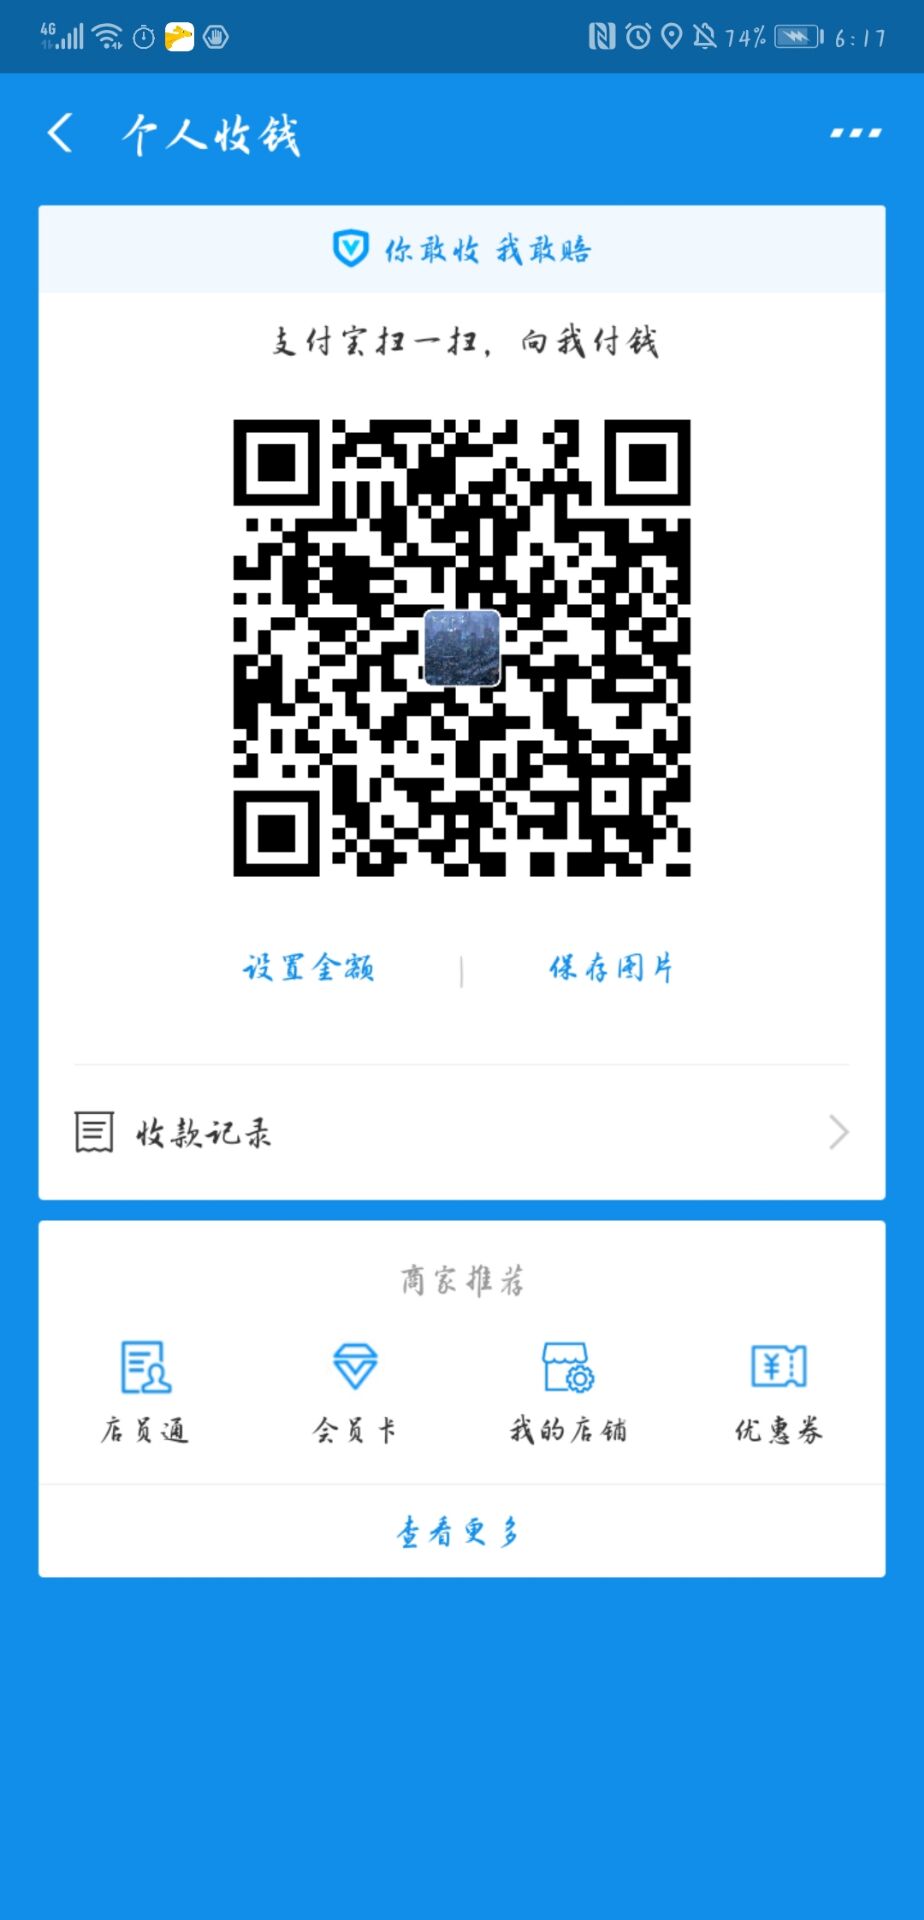 4G 74% 6:17
个人收钱
你敢收 我敢赔
支付宝扫一扫，向我付钱
设置金额 | 保存图片
收款记录
商家推荐
店员通 会员卡 我的店铺 优惠券
查看更多